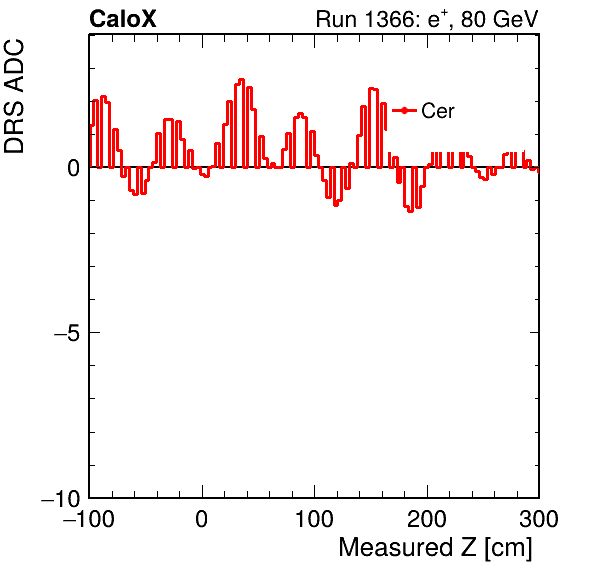 CaloX Run 1366: e⁺, 80 GeV
DRS ADC
Cer
0
−5
−10
−100 0 100 200 300
Measured Z [cm]